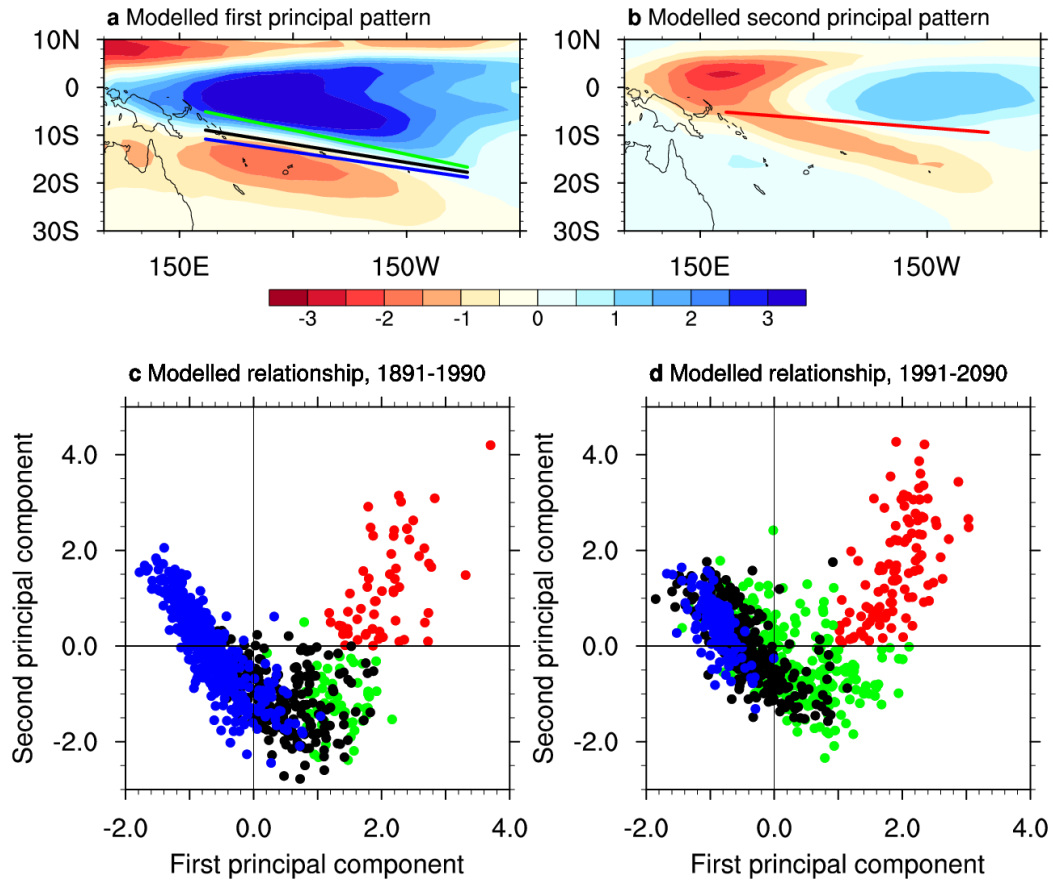 a Modelled first principal pattern
b Modelled second principal pattern
10N
0
10S
20S
30S
150E
150W
10N
0
10S
20S
30S
150E
150W
-3 -2 -1 0 1 2 3
c Modelled relationship, 1891-1990
d Modelled relationship, 1991-2090
Second principal component
4.0
2.0
0.0
-2.0
-2.0 0.0 2.0 4.0
First principal component
Second principal component
4.0
2.0
0.0
-2.0
-2.0 0.0 2.0 4.0
First principal component